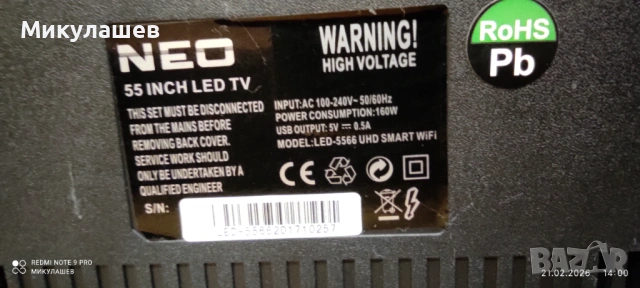 Микулашев
NEO
55 INCH LED TV
THIS SET MUST BE DISCONNECTED
FROM THE MAINS BEFORE
REMOVING BACK COVER.
SERVICE WORK SHOULD
ONLY BE UNDERTAKEN BY A
QUALIFIED ENGINEER
S/N:
LED-5566201710257
WARNING!
HIGH VOLTAGE
INPUT:AC 100-240V~ 50/60Hz
POWER CONSUMPTION:160W
USB OUTPUT: 5V 0.5A
MODEL:LED-5566 UHD SMART WiFi
CE
RoHS
Pb
REDMI NOTE 9 PRO
МИКУЛАШЕВ
bazar
21.02.2026 14:00